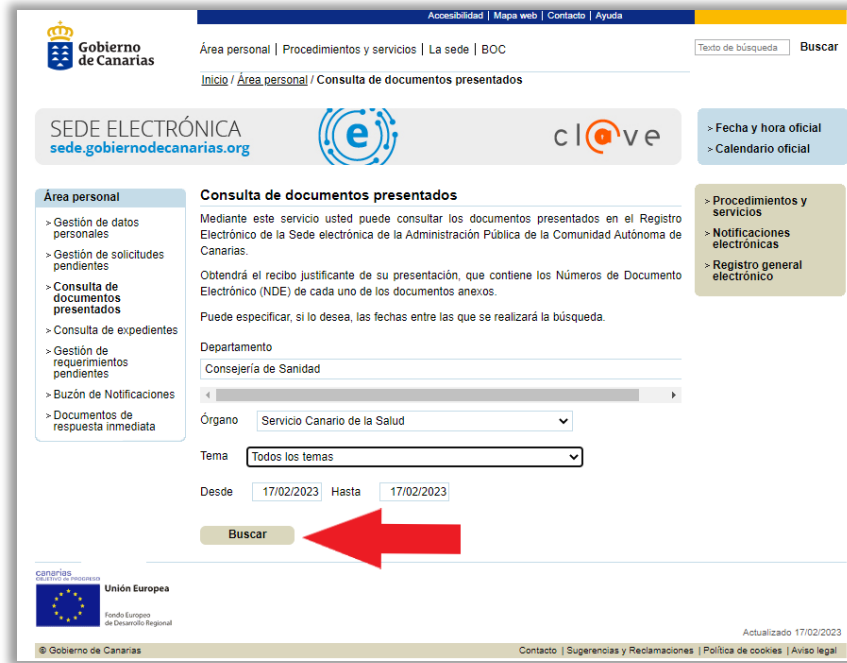 Accesibilidad | Mapa web | Contacto | Ayuda
Gobierno
de Canarias
Área personal | Procedimientos y servicios | La sede | BOC
Texto de búsqueda Buscar
Inicio / Área personal / Consulta de documentos presentados
SEDE ELECTRÓNICA
sede.gobiernodecanarias.org
e
cl@ve
> Fecha y hora oficial
> Calendario oficial
Área personal
> Gestión de datos
personales
> Gestión de solicitudes
pendientes
> Consulta de
documentos
presentados
> Consulta de expedientes
> Gestión de
requerimientos
pendientes
> Buzón de Notificaciones
> Documentos de
respuesta inmediata
Consulta de documentos presentados
Mediante este servicio usted puede consultar los documentos presentados en el Registro
Electrónico de la Sede electrónica de la Administración Pública de la Comunidad Autónoma de
Canarias.
Obtendrá el recibo justificante de su presentación, que contiene los Números de Documento
Electrónico (NDE) de cada uno de los documentos anexos.
Puede especificar, si lo desea, las fechas entre las que se realizará la búsqueda.
Departamento
Consejería de Sanidad
Órgano Servicio Canario de la Salud
Tema Todos los temas
Desde 17/02/2023 Hasta 17/02/2023
Buscar
> Procedimientos y
servicios
> Notificaciones
electrónicas
> Registro general
electrónico
canarias
OBJETIVO DE PROGRESO
Unión Europea
Fondo Europeo
de Desarrollo Regional
Actualizado 17/02/2023
© Gobierno de Canarias
Contacto | Sugerencias y Reclamaciones | Política de cookies | Aviso legal